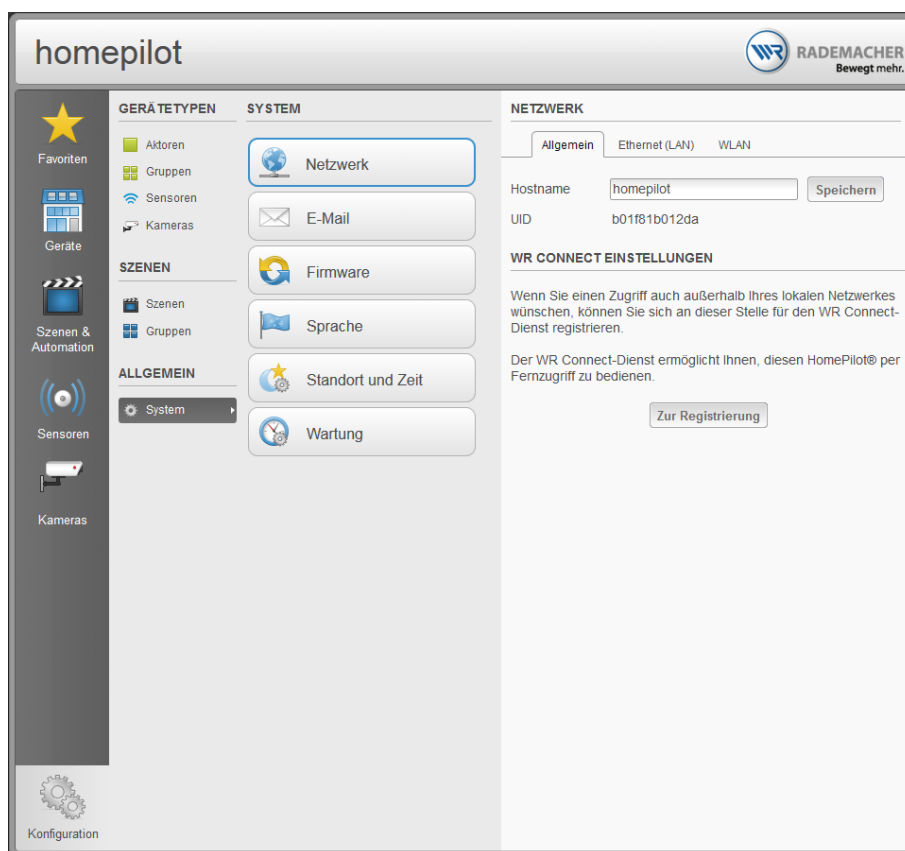 homepilot
WR RADEMACHER
Bewegt mehr.
Favoriten
Geräte
Szenen &
Automation
Sensoren
Kameras
Konfiguration
GERÄTETYPEN
Aktoren
Gruppen
Sensoren
Kameras
SZENEN
Szenen
Gruppen
ALLGEMEIN
System
SYSTEM
Netzwerk
E-Mail
Firmware
Sprache
Standort und Zeit
Wartung
NETZWERK
Allgemein Ethernet (LAN) WLAN
Hostname homepilot Speichern
UID b01f81b012da
WR CONNECT EINSTELLUNGEN
Wenn Sie einen Zugriff auch außerhalb Ihres lokalen Netzwerkes
wünschen, können Sie sich an dieser Stelle für den WR Connect-
Dienst registrieren.
Der WR Connect-Dienst ermöglicht Ihnen, diesen HomePilot® per
Fernzugriff zu bedienen.
Zur Registrierung